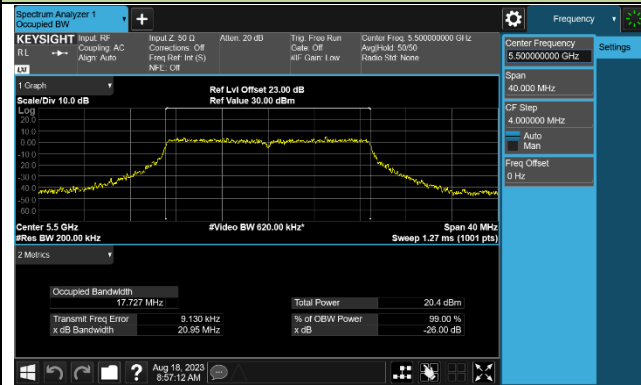 Spectrum Analyzer 1
Occupied BW
Frequency
KEYSIGHT
RL
LXI
Input: RF
Coupling: AC
Align: Auto
Input Z: 50 Ω
Corrections: Off
Freq Ref: Int (S)
NFE: Off
Atten: 20 dB
Trig: Free Run
Gate: Off
#IF Gain: Low
Center Freq: 5.500000000 GHz
Avg|Hold: 50/50
Radio Std: None
Center Frequency
5.500000000 GHz
Settings
Span
40.000 MHz
CF Step
4.000000 MHz
Auto
Man
Freq Offset
0 Hz
1 Graph
Scale/Div 10.0 dB
Ref Lvl Offset 23.00 dB
Ref Value 30.00 dBm
Log
20.0
10.0
0.00
-10.0
-20.0
-30.0
-40.0
-50.0
-60.0
Center 5.5 GHz
#Res BW 200.00 kHz
#Video BW 620.00 kHz*
Span 40 MHz
Sweep 1.27 ms (1001 pts)
2 Metrics
Occupied Bandwidth
17.727 MHz
Total Power 20.4 dBm
Transmit Freq Error 9.130 kHz
% of OBW Power 99.00 %
x dB Bandwidth 20.95 MHz
x dB -26.00 dB
?
Aug 18, 2023
8:57:12 AM